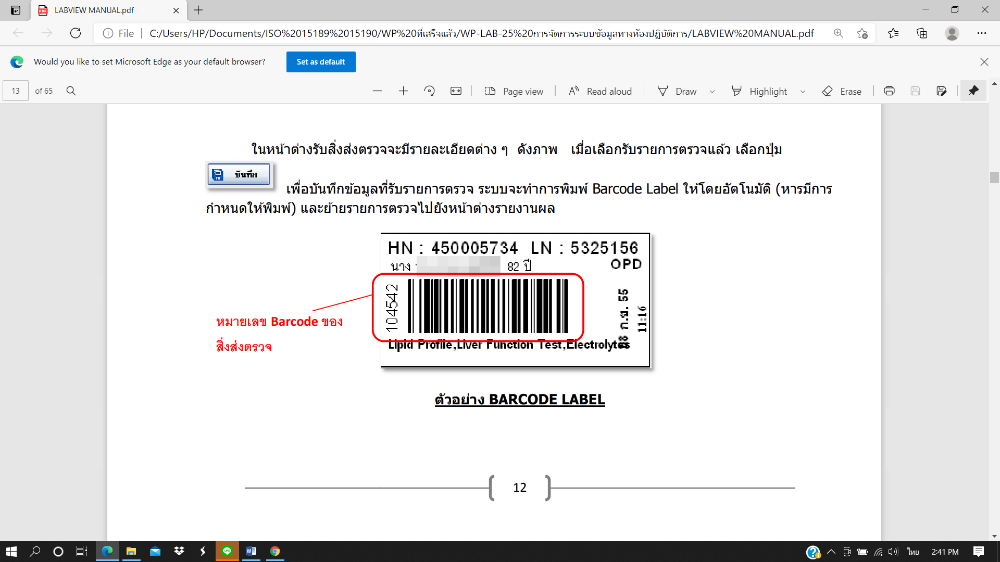 LABVIEW MANUAL.pdf
File
C:/Users/HP/Documents/ISO%2015189%2015190/WP%20ที่เสร็จแล้ว/WP-LAB-25%20การจัดการระบบข้อมูลทางห้องปฏิบัติการ/LABVIEW%20MANUAL.pdf
Would you like to set Microsoft Edge as your default browser?
Set as default
13 of 65
Page view
Read aloud
Draw
Highlight
Erase
ในหน้าต่างรับสิ่งส่งตรวจจะมีรายละเอียดต่าง ๆ ดังภาพ เมื่อเลือกรับรายการตรวจแล้ว เลือกปุ่ม
บันทึก
เพื่อบันทึกข้อมูลที่รับรายการตรวจ ระบบจะทำการพิมพ์ Barcode Label ให้โดยอัตโนมัติ (หารมีการ
กำหนดให้พิมพ์) และย้ายรายการตรวจไปยังหน้าต่างรายงานผล
HN : 450005734 LN : 5325156
นาง 82 ปี
OPD
104542
ก.ย. 55
11:16
Lipid Profile,Liver Function Test,Electrolytes
หมายเลข Barcode ของ
สิ่งส่งตรวจ
ตัวอย่าง BARCODE LABEL
12
ไทย
2:41 PM